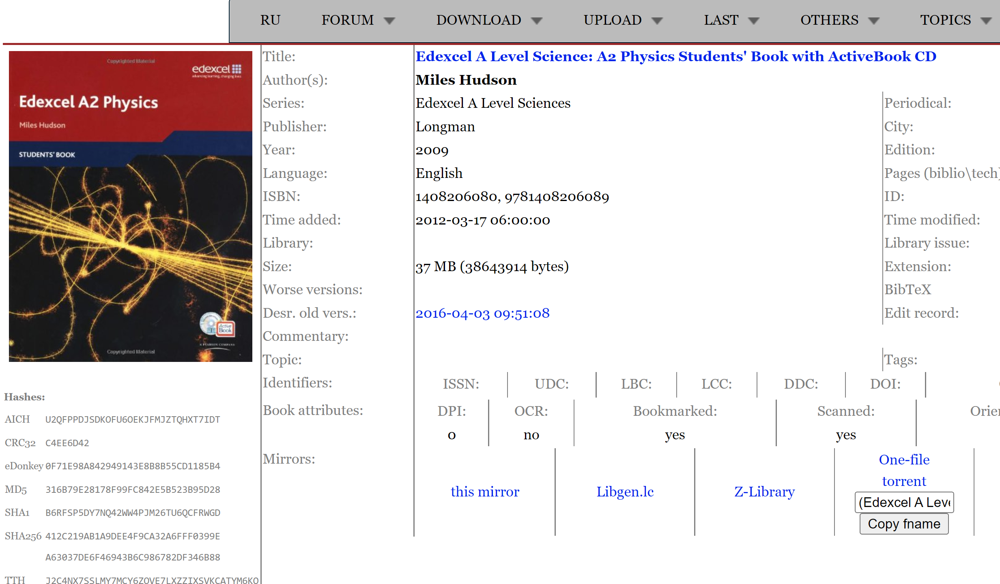 RU FORUM DOWNLOAD UPLOAD LAST OTHERS TOPICS
Copyrighted Material
edexcel
advancing learning, changing lives
Edexcel A2 Physics
Miles Hudson
STUDENTS' BOOK
Active
Book
A PEARSON COMPANY
Copyrighted Material
Title: Edexcel A Level Science: A2 Physics Students' Book with ActiveBook CD
Author(s): Miles Hudson
Series: Edexcel A Level Sciences Periodical:
Publisher: Longman City:
Year: 2009 Edition:
Language: English Pages (biblio\tech)
ISBN: 1408206080, 9781408206089 ID:
Time added: 2012-03-17 06:00:00 Time modified:
Library: Library issue:
Size: 37 MB (38643914 bytes) Extension:
Worse versions: BibTeX
Desr. old vers.: 2016-04-03 09:51:08 Edit record:
Commentary:
Topic: Tags:
Identifiers: ISSN: UDC: LBC: LCC: DDC: DOI:
Book attributes: DPI: OCR: Bookmarked: Scanned: Orie
0 no yes yes
Mirrors: this mirror Libgen.lc Z-Library One-file
torrent
(Edexcel A Leve
Copy fname
Hashes:
AICH U2QFPPDJSDKOFU6OEKJFMJZTQHXT7IDT
CRC32 C4EE6D42
eDonkey 0F71E98A842949143E8B8B55CD1185B4
MD5 316B79E28178F99FC842E5B523B95D28
SHA1 B6RFSP5DY7NQ42WW4PJM26TU6QCFRWGD
SHA256 412C219AB1A9DEE4F9CA32A6FFF0399E
A63037DE6F46943B6C986782DF346B88
TTH J2C4NX7SSLMY7MCY6ZOVE7LXZZIXSVKCATYM6KO